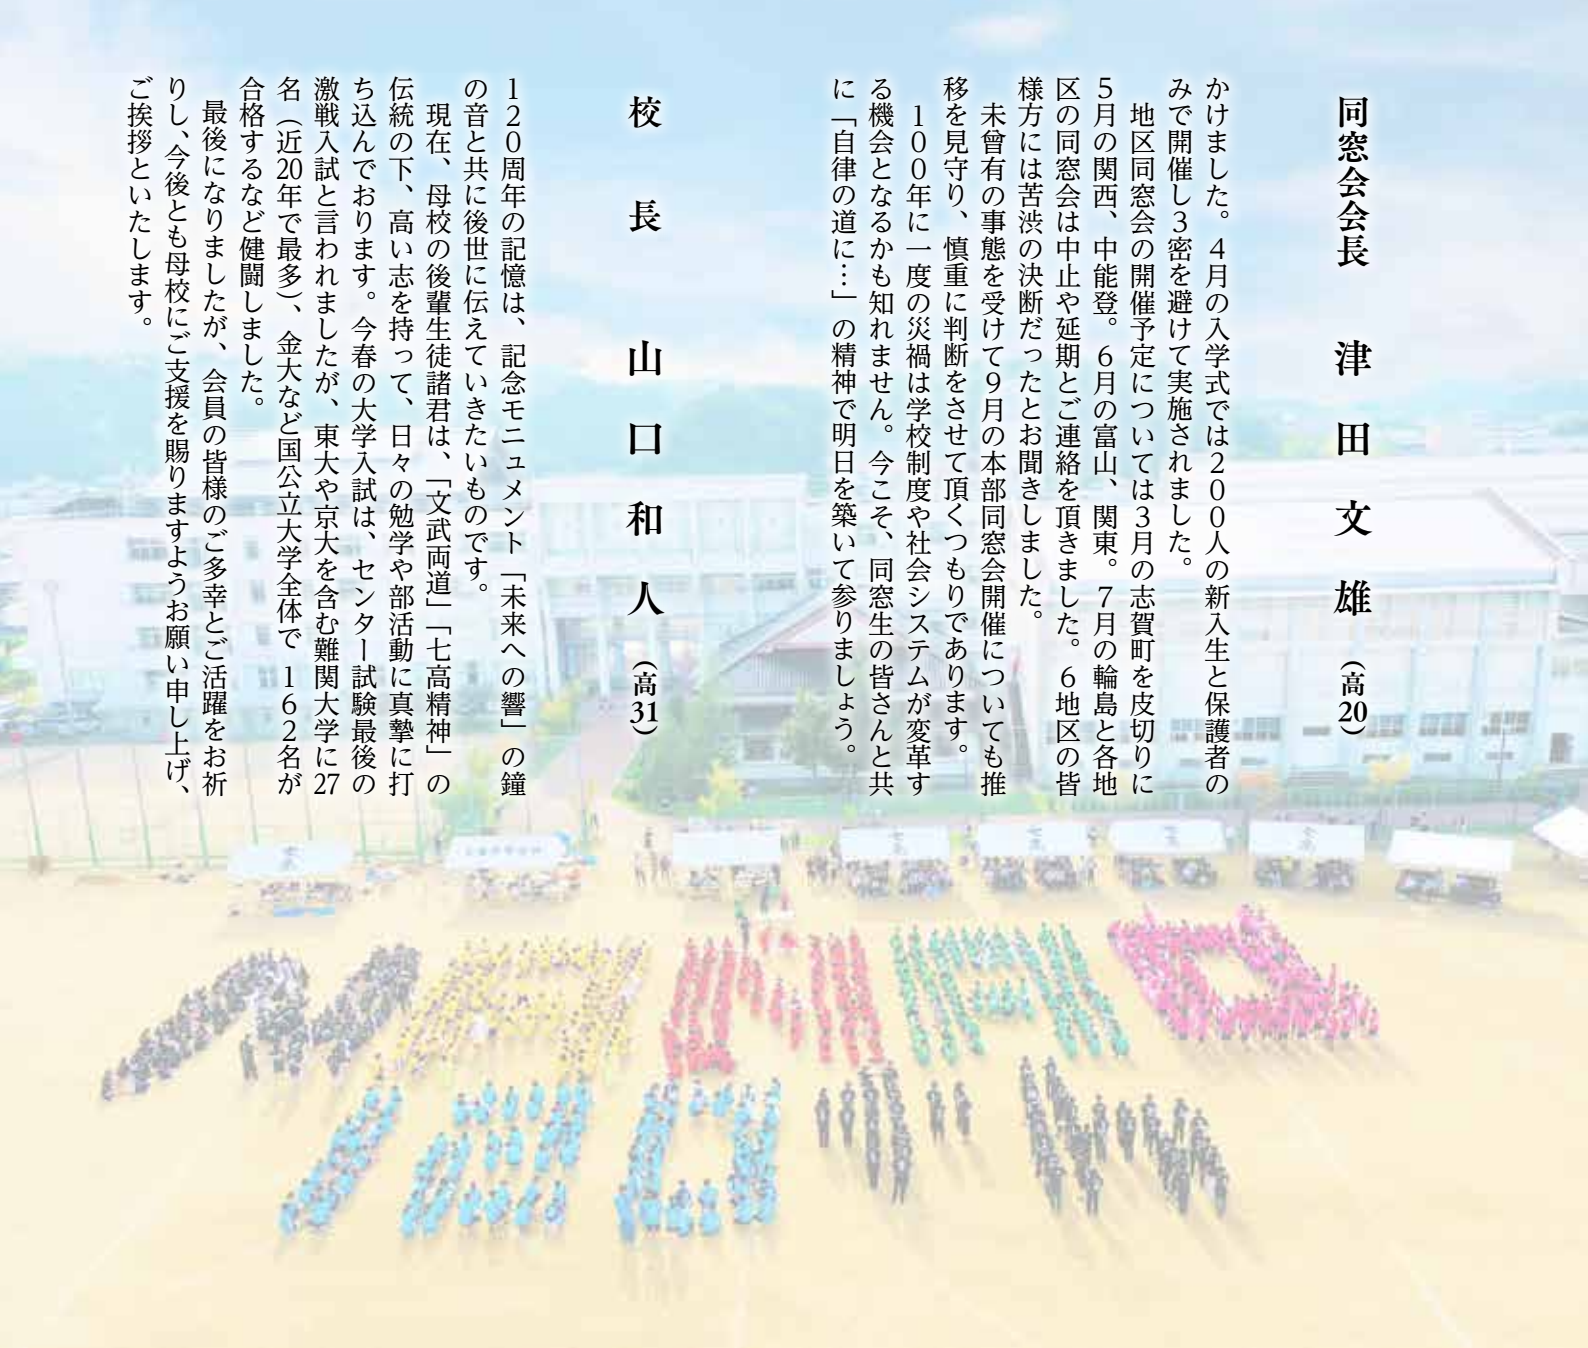 同窓会会長　津田文雄（高20）
かけました。４月の入学式では２００人の新入生と保護者の
みで開催し３密を避けて実施されました。
　地区同窓会の開催予定については３月の志賀町を皮切りに
５月の関西、中能登。６月の富山、関東。７月の輪島と各地
区の同窓会は中止や延期とご連絡を頂きました。６地区の皆
様方には苦渋の決断だったとお聞きしました。
　未曾有の事態を受けて９月の本部同窓会開催についても推
移を見守り、慎重に判断をさせて頂くつもりであります。
　１００年に一度の災禍は学校制度や社会システムが変革す
る機会となるかも知れません。今こそ、同窓生の皆さんと共
に「自律の道に…」の精神で明日を築いて参りましょう。
校長　山口和人（高31）
１２０周年の記憶は、記念モニュメント「未来への響」の鐘
の音と共に後世に伝えていきたいものです。
　現在、母校の後輩生徒諸君は、「文武両道」「七高精神」の
伝統の下、高い志を持って、日々の勉学や部活動に真摯に打
ち込んでおります。今春の大学入試は、センター試験最後の
激戦入試と言われましたが、東大や京大を含む難関大学に27
名（近20年で最多）、金大など国公立大学全体で１６２名が
合格するなど健闘しました。
　最後になりましたが、会員の皆様のご多幸とご活躍をお祈
りし、今後とも母校にご支援を賜りますようお願い申し上げ、
ご挨拶といたします。
NANAO
120